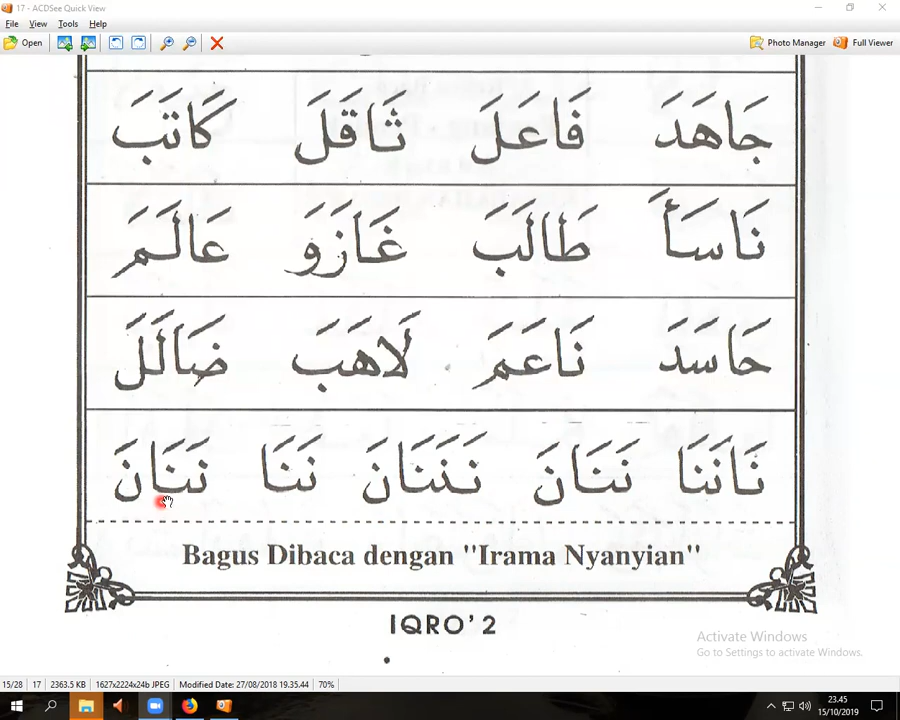 17 - ACDSee Quick View
File View Tools Help
Open Photo Manager Full Viewer
جَاهَدَ فَاعَلَ ثَاقَلَ كَاتَبَ
نَاسَأَ طَالَبَ غَازَوَ عَالَمَ
حَاسَدَ نَاعَمَ لَاهَبَ ضَالَلَ
نَانَنَا نَنَانَ نَنَنَانَ نَنَا نَنَانَ
Bagus Dibaca dengan "Irama Nyanyian"
IQRO' 2
Activate Windows
Go to Settings to activate Windows.
15/28 17 2363.5 KB 1627x2224x24b JPEG Modified Date: 27/08/2018 19.35.44 70%
23.45
15/10/2019